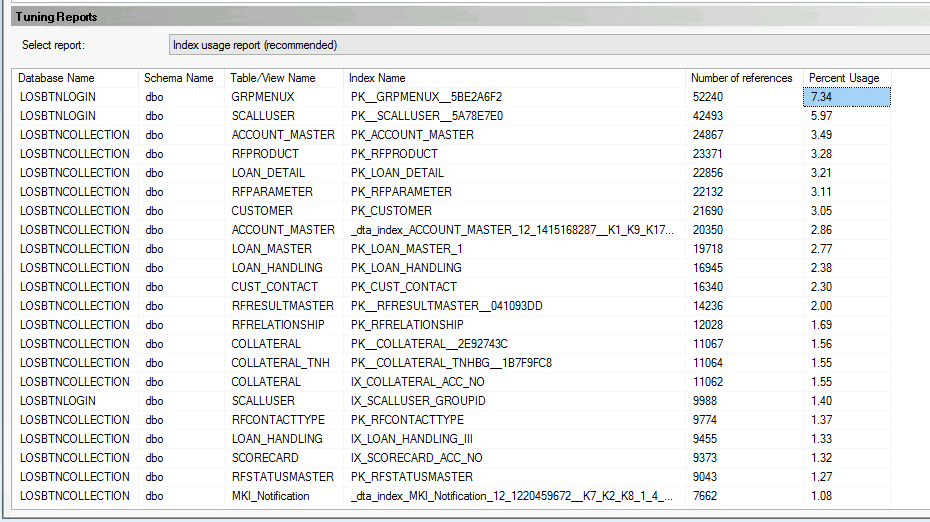 Tuning Reports
Select report: Index usage report (recommended)
Database Name Schema Name Table/View Name Index Name Number of references Percent Usage
LOSBTNLOGIN dbo GRPMENUX PK__GRPMENUX__5BE2A6F2 52240 7.34
LOSBTNLOGIN dbo SCALLUSER PK__SCALLUSER__5A78E7E0 42493 5.97
LOSBTNCOLLECTION dbo ACCOUNT_MASTER PK_ACCOUNT_MASTER 24867 3.49
LOSBTNCOLLECTION dbo RFPRODUCT PK_RFPRODUCT 23371 3.28
LOSBTNCOLLECTION dbo LOAN_DETAIL PK_LOAN_DETAIL 22856 3.21
LOSBTNCOLLECTION dbo RFPARAMETER PK_RFPARAMETER 22132 3.11
LOSBTNCOLLECTION dbo CUSTOMER PK_CUSTOMER 21690 3.05
LOSBTNCOLLECTION dbo ACCOUNT_MASTER _dta_index_ACCOUNT_MASTER_12_1415168287__K1_K9_K17... 20350 2.86
LOSBTNCOLLECTION dbo LOAN_MASTER PK_LOAN_MASTER_1 19718 2.77
LOSBTNCOLLECTION dbo LOAN_HANDLING PK_LOAN_HANDLING 16945 2.38
LOSBTNCOLLECTION dbo CUST_CONTACT PK_CUST_CONTACT 16340 2.30
LOSBTNCOLLECTION dbo RFRESULTMASTER PK__RFRESULTMASTER__041093DD 14236 2.00
LOSBTNCOLLECTION dbo RFRELATIONSHIP PK_RFRELATIONSHIP 12028 1.69
LOSBTNCOLLECTION dbo COLLATERAL PK__COLLATERAL__2E92743C 11067 1.56
LOSBTNCOLLECTION dbo COLLATERAL_TNH PK__COLLATERAL_TNHBG__1B7F9FC8 11064 1.55
LOSBTNCOLLECTION dbo COLLATERAL IX_COLLATERAL_ACC_NO 11062 1.55
LOSBTNLOGIN dbo SCALLUSER IX_SCALLUSER_GROUPID 9988 1.40
LOSBTNCOLLECTION dbo RFCONTACTTYPE PK_RFCONTACTTYPE 9774 1.37
LOSBTNCOLLECTION dbo LOAN_HANDLING IX_LOAN_HANDLING_III 9455 1.33
LOSBTNCOLLECTION dbo SCORECARD IX_SCORECARD_ACC_NO 9373 1.32
LOSBTNCOLLECTION dbo RFSTATUSMASTER PK_RFSTATUSMASTER 9043 1.27
LOSBTNCOLLECTION dbo MKI_Notification _dta_index_MKI_Notification_12_1220459672__K7_K2_K8_1_4_... 7662 1.08